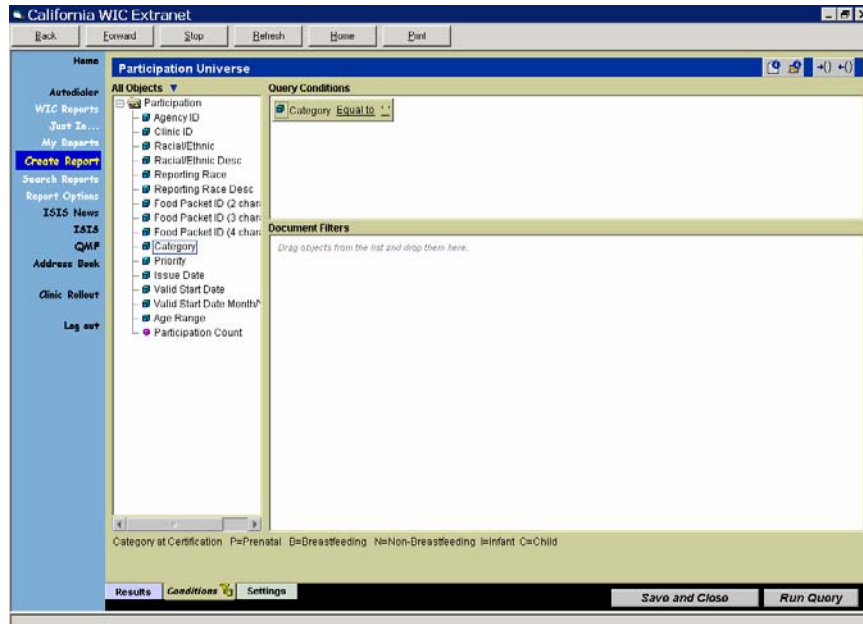 California WIC Extranet
Back Forward Stop Refresh Home Print
Home
Autodialer
WIC Reports
Just In...
My Reports
Create Report
Search Reports
Report Options
ISIS News
ISIS
QMF
Address Book
Clinic Rollout
Log out
Participation Universe
All Objects
Participation
Agency ID
Clinic ID
Racial/Ethnic
Racial/Ethnic Desc
Reporting Race
Reporting Race Desc
Food Packet ID (2 char
Food Packet ID (3 char
Food Packet ID (4 char
Category
Priority
Issue Date
Valid Start Date
Valid Start Date Month/
Age Range
Participation Count
Query Conditions
Category Equal to '.'
Document Filters
Drag objects from the list and drop them here.
Category at Certification P=Prenatal B=Breastfeeding N=Non-Breastfeeding I=Infant C=Child
Results Conditions Settings
Save and Close Run Query